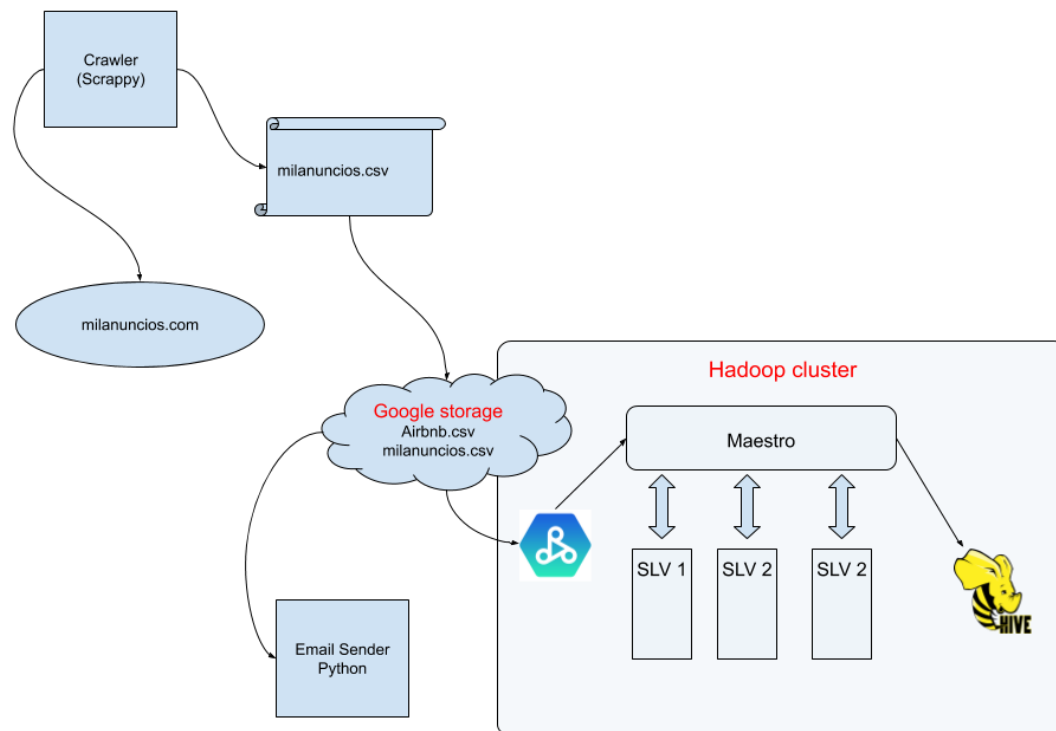 Crawler
(Scrappy)
milanuncios.csv
milanuncios.com
Google storage
Airbnb.csv
milanuncios.csv
Hadoop cluster
Maestro
SLV 1
SLV 2
SLV 2
HIVE
Email Sender
Python